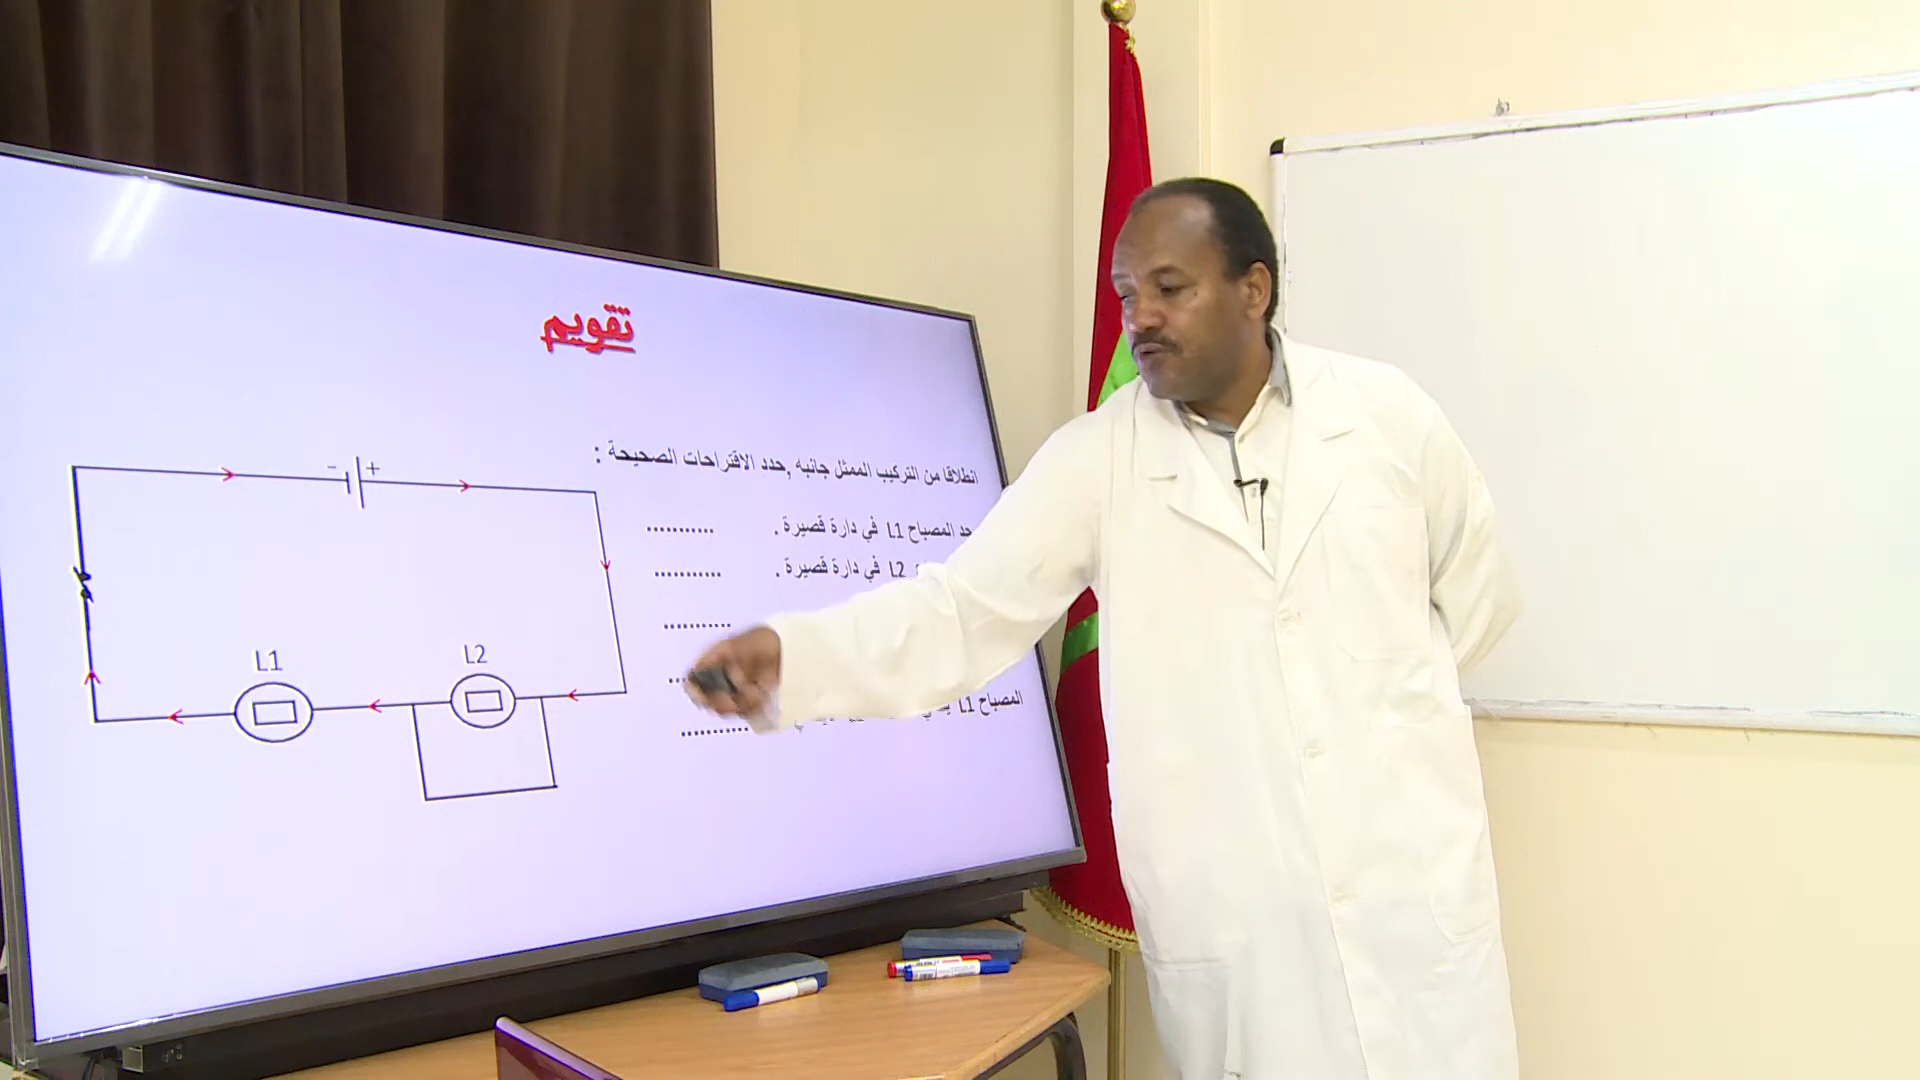 تقويم
انطلاقا من التركيب الممثل جانبه ,حدد الاقتراحات الصحيحة :
المصباح L1 في دارة قصيرة . ...........
L2 في دارة قصيرة . ...........
...........
المصباح L1
...........
- +
L1
L2